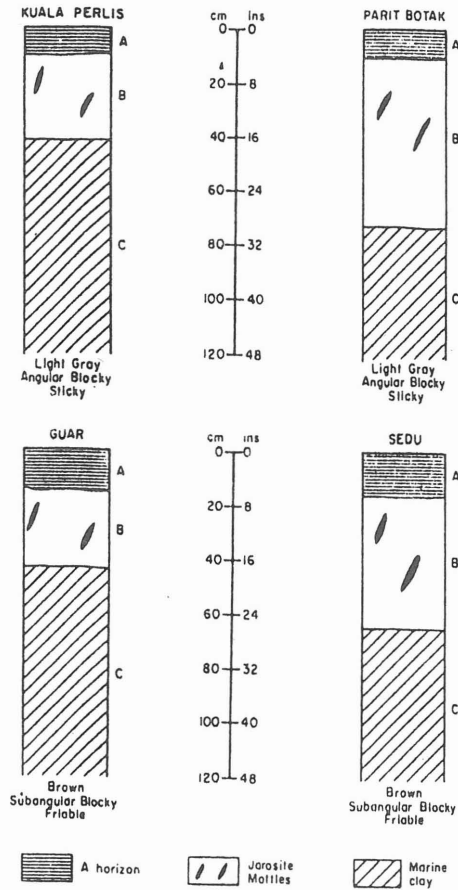 KUALA PERLIS
A
B
C
Light Gray
Angular Blocky
Sticky
cm ins
0 0
20 8
40 16
60 24
80 32
100 40
120 48
PARIT BOTAK
A
B
C
Light Gray
Angular Blocky
Sticky
GUAR
A
B
C
Brown
Subangular Blocky
Friable
cm ins
0 0
20 8
40 16
60 24
80 32
100 40
120 48
SEDU
A
B
C
Brown
Subangular Blocky
Friable
A horizon
Jarosite
Mottles
Marine
clay